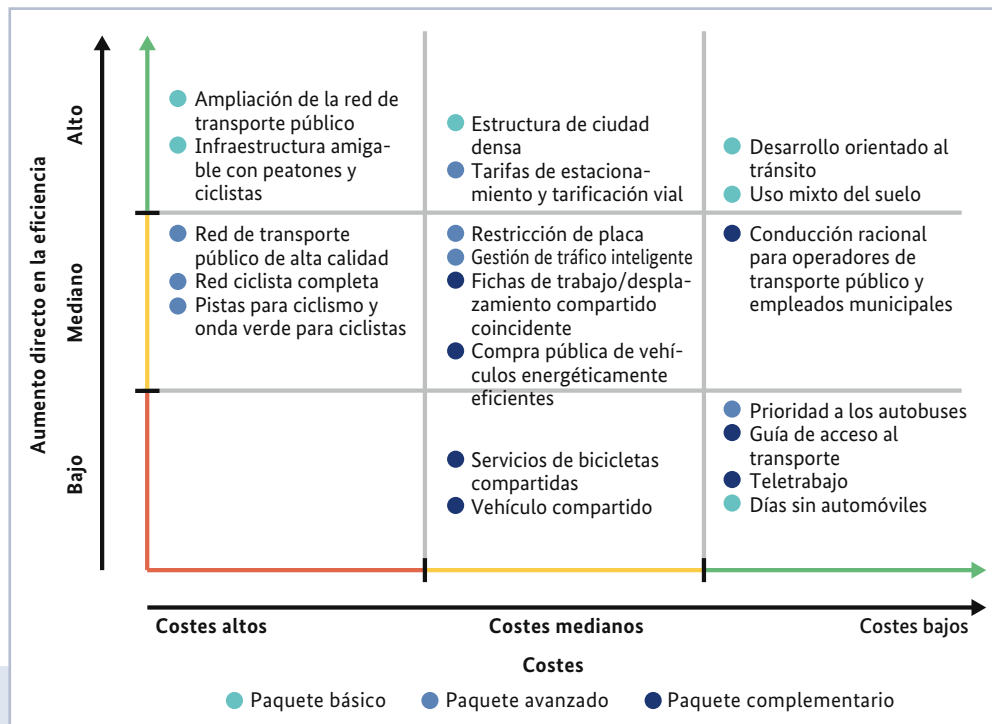 Aumento directo en la eficiencia
Alto
Mediano
Bajo
Ampliación de la red de
transporte público
Infraestructura amiga-
ble con peatones y
ciclistas
Estructura de ciudad
densa
Tarifas de estaciona-
miento y tarificación vial
Desarrollo orientado al
tránsito
Uso mixto del suelo
Red de transporte
público de alta calidad
Red ciclista completa
Pistas para ciclismo y
onda verde para ciclistas
Restricción de placa
Gestión de tráfico inteligente
Fichas de trabajo/despla-
zamiento compartido
coincidente
Compra pública de vehí-
culos energéticamente
eficientes
Conducción racional
para operadores de
transporte público y
empleados municipales
Servicios de bicicletas
compartidas
Vehículo compartido
Prioridad a los autobuses
Guía de acceso al
transporte
Teletrabajo
Días sin automóviles
Costes altos
Costes medianos
Costes bajos
Costes
Paquete básico
Paquete avanzado
Paquete complementario